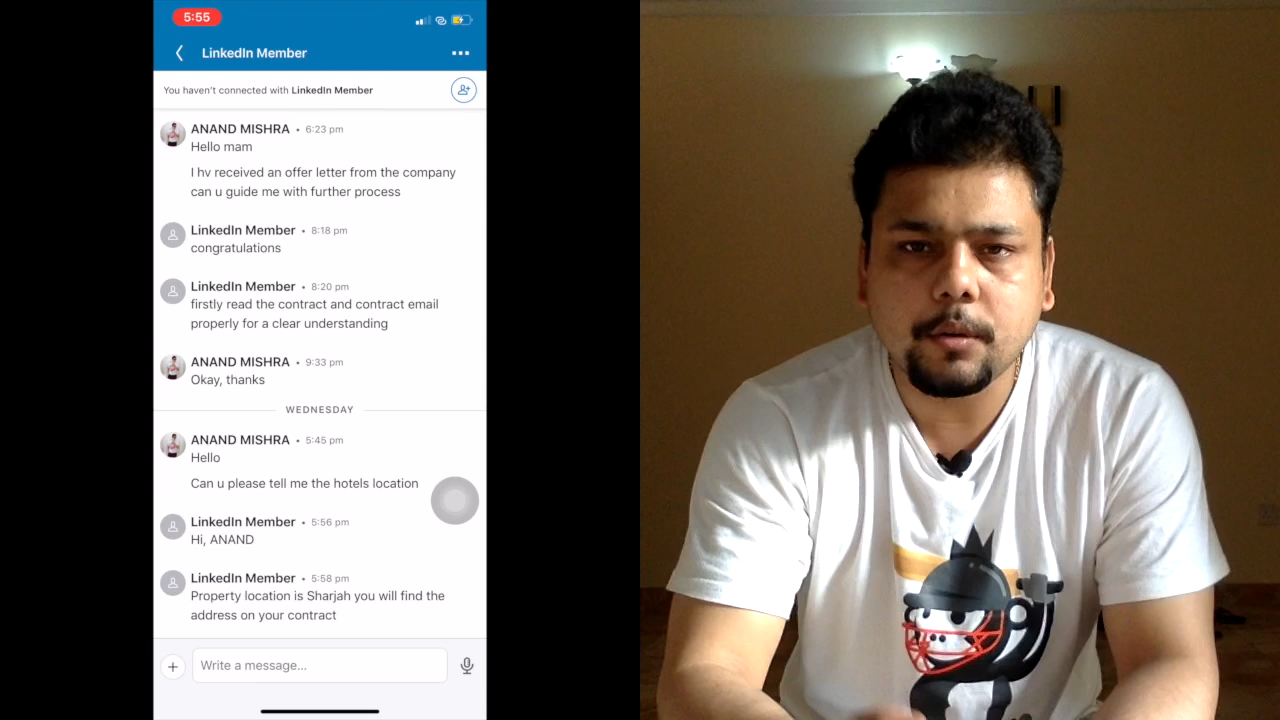 5:55
LinkedIn Member
You haven't connected with LinkedIn Member
ANAND MISHRA • 6:23 pm
Hello mam
I hv received an offer letter from the company
can u guide me with further process
LinkedIn Member • 8:18 pm
congratulations
LinkedIn Member • 8:20 pm
firstly read the contract and contract email
properly for a clear understanding
ANAND MISHRA • 9:33 pm
Okay, thanks
WEDNESDAY
ANAND MISHRA • 5:45 pm
Hello
Can u please tell me the hotels location
LinkedIn Member • 5:56 pm
Hi, ANAND
LinkedIn Member • 5:58 pm
Property location is Sharjah you will find the
address on your contract
Write a message...